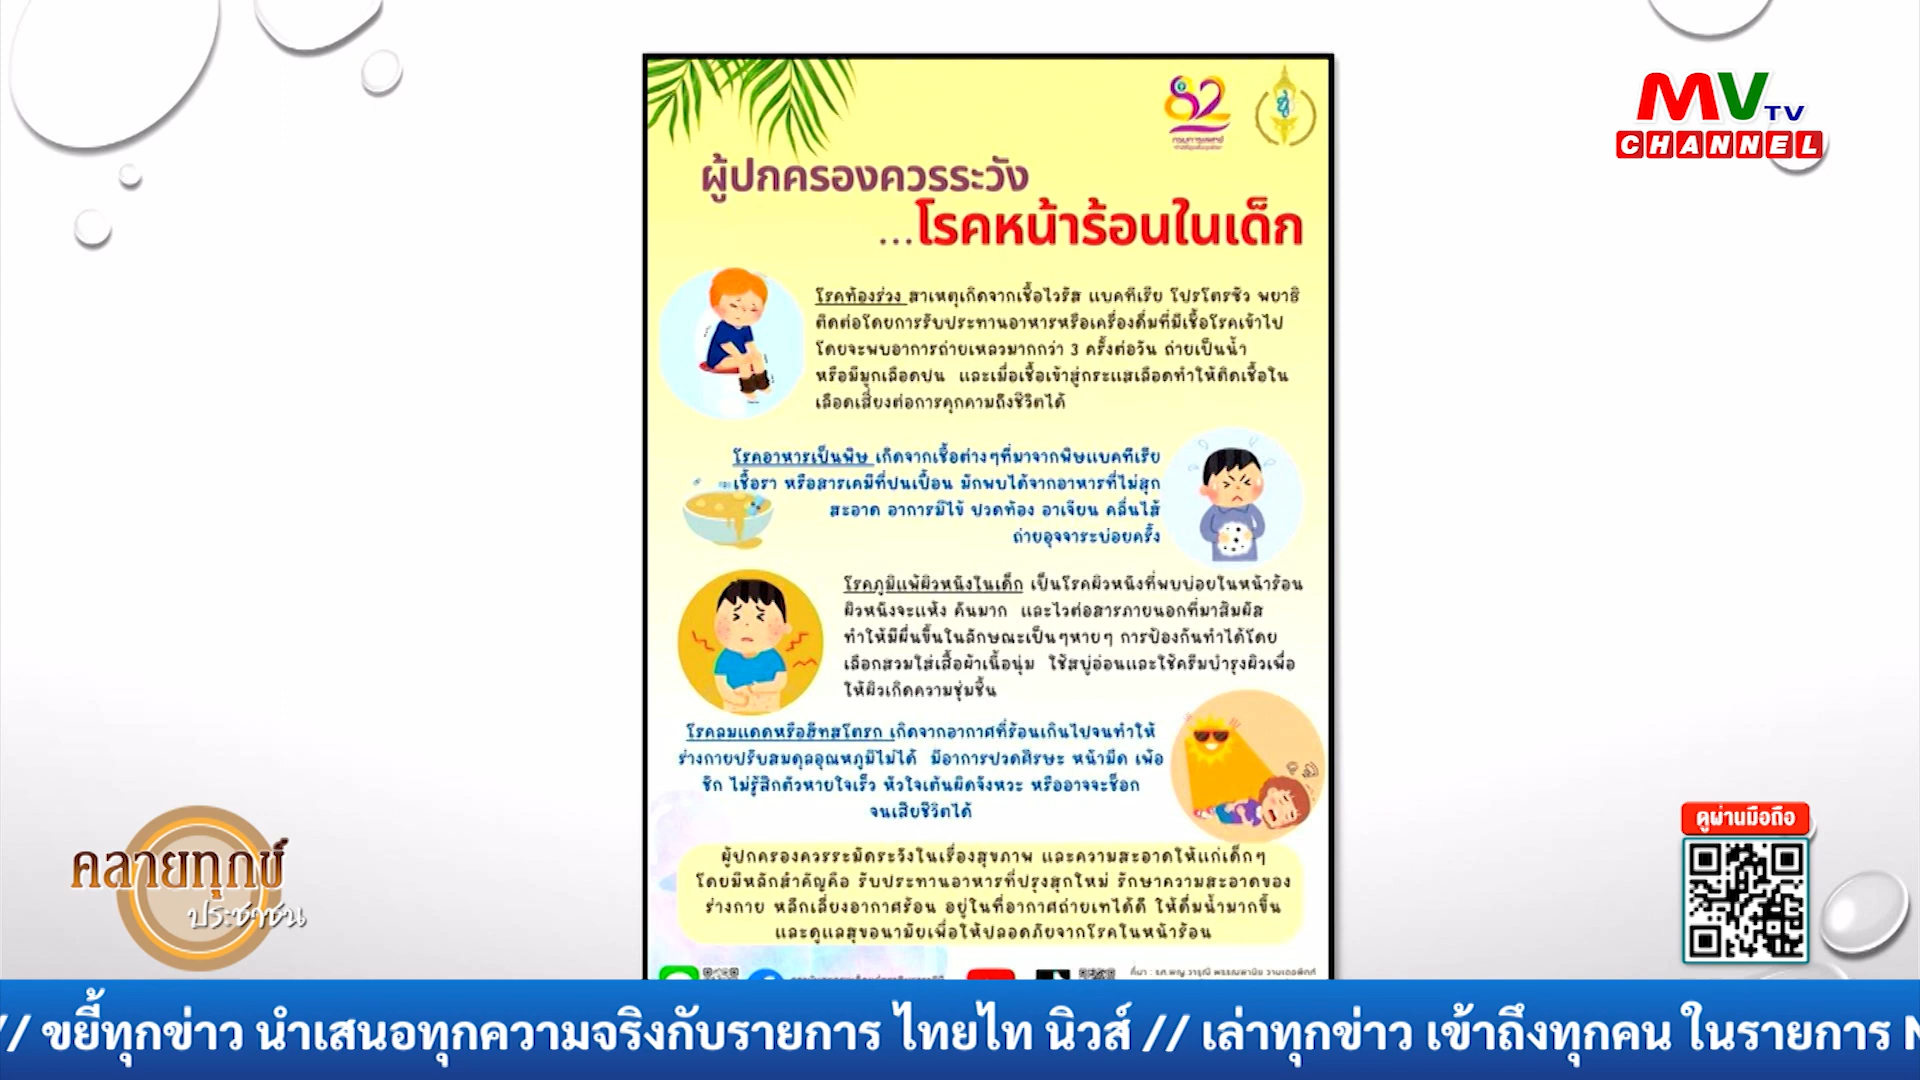 MVTV
CHANNEL
๘๒
กรมการแพทย์
ผู้ปกครองควรระวัง
...โรคหน้าร้อนในเด็ก
โรคท้องร่วง สาเหตุเกิดจากเชื้อไวรัส แบคทีเรีย โปรโตรซัว พยาธิ
ติดต่อโดยการรับประทานอาหารหรือเครื่องดื่มที่มีเชื้อโรคเข้าไป
โดยจะพบอาการถ่ายเหลวมากกว่า 3 ครั้งต่อวัน ถ่ายเป็นน้ำ
หรือมีมูกเลือดปน และเมื่อเชื้อเข้าสู่กระแสเลือดทำให้ติดเชื้อใน
เลือดเสี่ยงต่อการคุกคามถึงชีวิตได้
โรคอาหารเป็นพิษ เกิดจากเชื้อต่างๆที่มาจากพิษแบคทีเรีย
เชื้อรา หรือสารเคมีที่ปนเปื้อน มักพบได้จากอาหารที่ไม่สุก
สะอาด อาการมีไข้ ปวดท้อง อาเจียน คลื่นไส้
ถ่ายอุจจาระบ่อยครั้ง
โรคภูมิแพ้ผิวหนังในเด็ก เป็นโรคผิวหนังที่พบบ่อยในหน้าร้อน
ผิวหนังจะแห้ง คันมาก และไวต่อสารภายนอกที่มาสัมผัส
ทำให้มีผื่นขึ้นในลักษณะเป็นๆหายๆ การป้องกันทำได้โดย
เลือกสวมใส่เสื้อผ้าเนื้อนุ่ม ใช้สบู่อ่อนและใช้ครีมบำรุงผิวเพื่อ
ให้ผิวเกิดความชุ่มชื้น
โรคลมแดดหรือฮีทสโตรก เกิดจากอากาศที่ร้อนเกินไปจนทำให้
ร่างกายปรับสมดุลอุณหภูมิไม่ได้ มีอาการปวดศีรษะ หน้ามืด เพ้อ
ชัก ไม่รู้สึกตัวหายใจเร็ว หัวใจเต้นผิดจังหวะ หรืออาจจะช็อก
จนเสียชีวิตได้
ผู้ปกครองควรระมัดระวังในเรื่องสุขภาพ และความสะอาดให้แก่เด็กๆ
โดยมีหลักสำคัญคือ รับประทานอาหารที่ปรุงสุกใหม่ รักษาความสะอาดของ
ร่างกาย หลีกเลี่ยงอากาศร้อน อยู่ในที่อากาศถ่ายเทได้ดี ให้ดื่มน้ำมากขึ้น
และดูแลสุขอนามัยเพื่อให้ปลอดภัยจากโรคในหน้าร้อน
ที่มา : รศ.พญ.วารุณี พรรณพานิช วานเดอพิทท์
คลายทุกข์
ประชาชน
ดูผ่านมือถือ
// ขยี้ทุกข่าว นำเสนอทุกความจริงกับรายการ ไทยไท นิวส์ // เล่าทุกข่าว เข้าถึงทุกคน ในรายการ